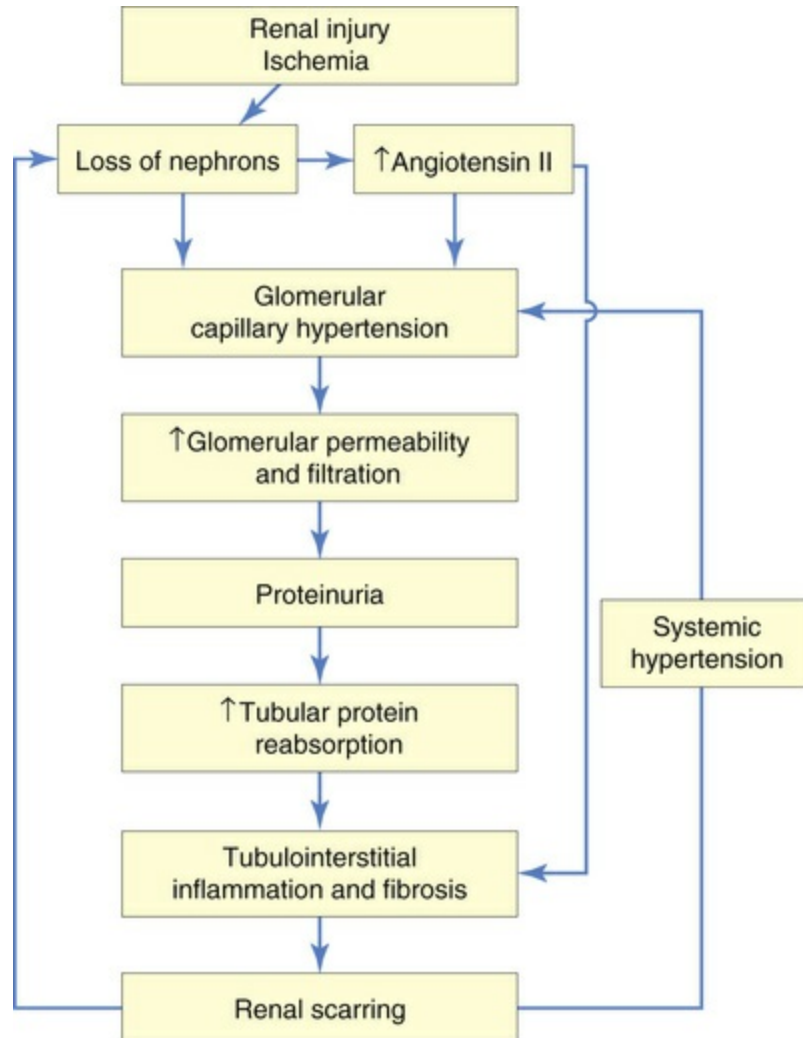 Renal injury
Ischemia
Loss of nephrons
↑Angiotensin II
Glomerular
capillary hypertension
↑Glomerular permeability
and filtration
Proteinuria
Systemic
hypertension
↑Tubular protein
reabsorption
Tubulointerstitial
inflammation and fibrosis
Renal scarring